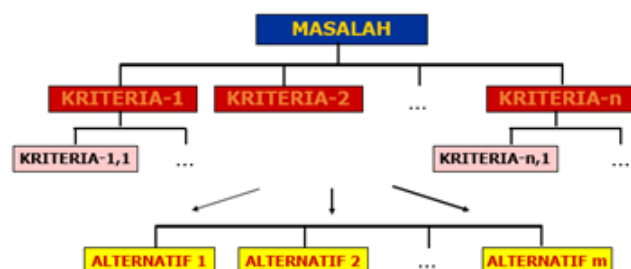 MASALAH
KRITERIA-1 KRITERIA-2 ... KRITERIA-n
KRITERIA-1,1 ... KRITERIA-n,1 ...
ALTERNATIF 1 ALTERNATIF 2 ... ALTERNATIF m